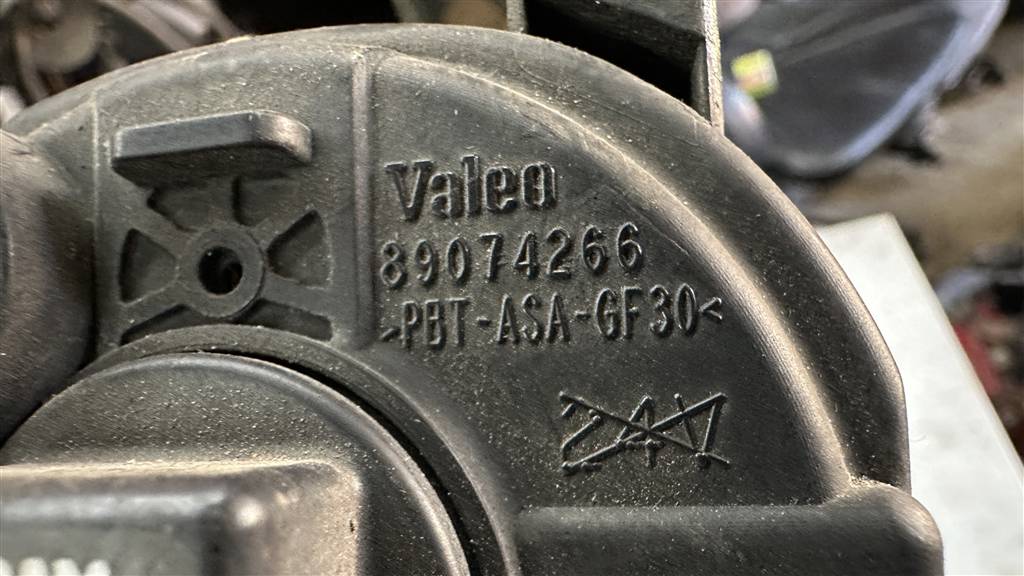 Valeo
89074266
>PBT-ASA-GF30<